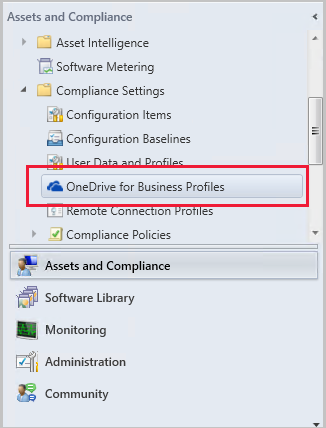 Assets and Compliance
Asset Intelligence
Software Metering
Compliance Settings
Configuration Items
Configuration Baselines
User Data and Profiles
OneDrive for Business Profiles
Remote Connection Profiles
Compliance Policies
Assets and Compliance
Software Library
Monitoring
Administration
Community